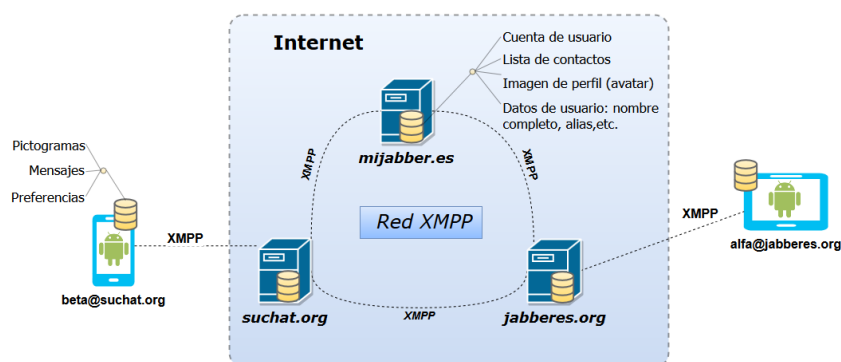 Internet
Cuenta de usuario
Lista de contactos
Imagen de perfil (avatar)
Datos de usuario: nombre
completo, alias,etc.
mijabber.es
Pictogramas
Mensajes
Preferencias
XMPP
XMPP
Red XMPP
XMPP
XMPP
beta@suchat.org
suchat.org
XMPP
jabberes.org
alfa@jabberes.org